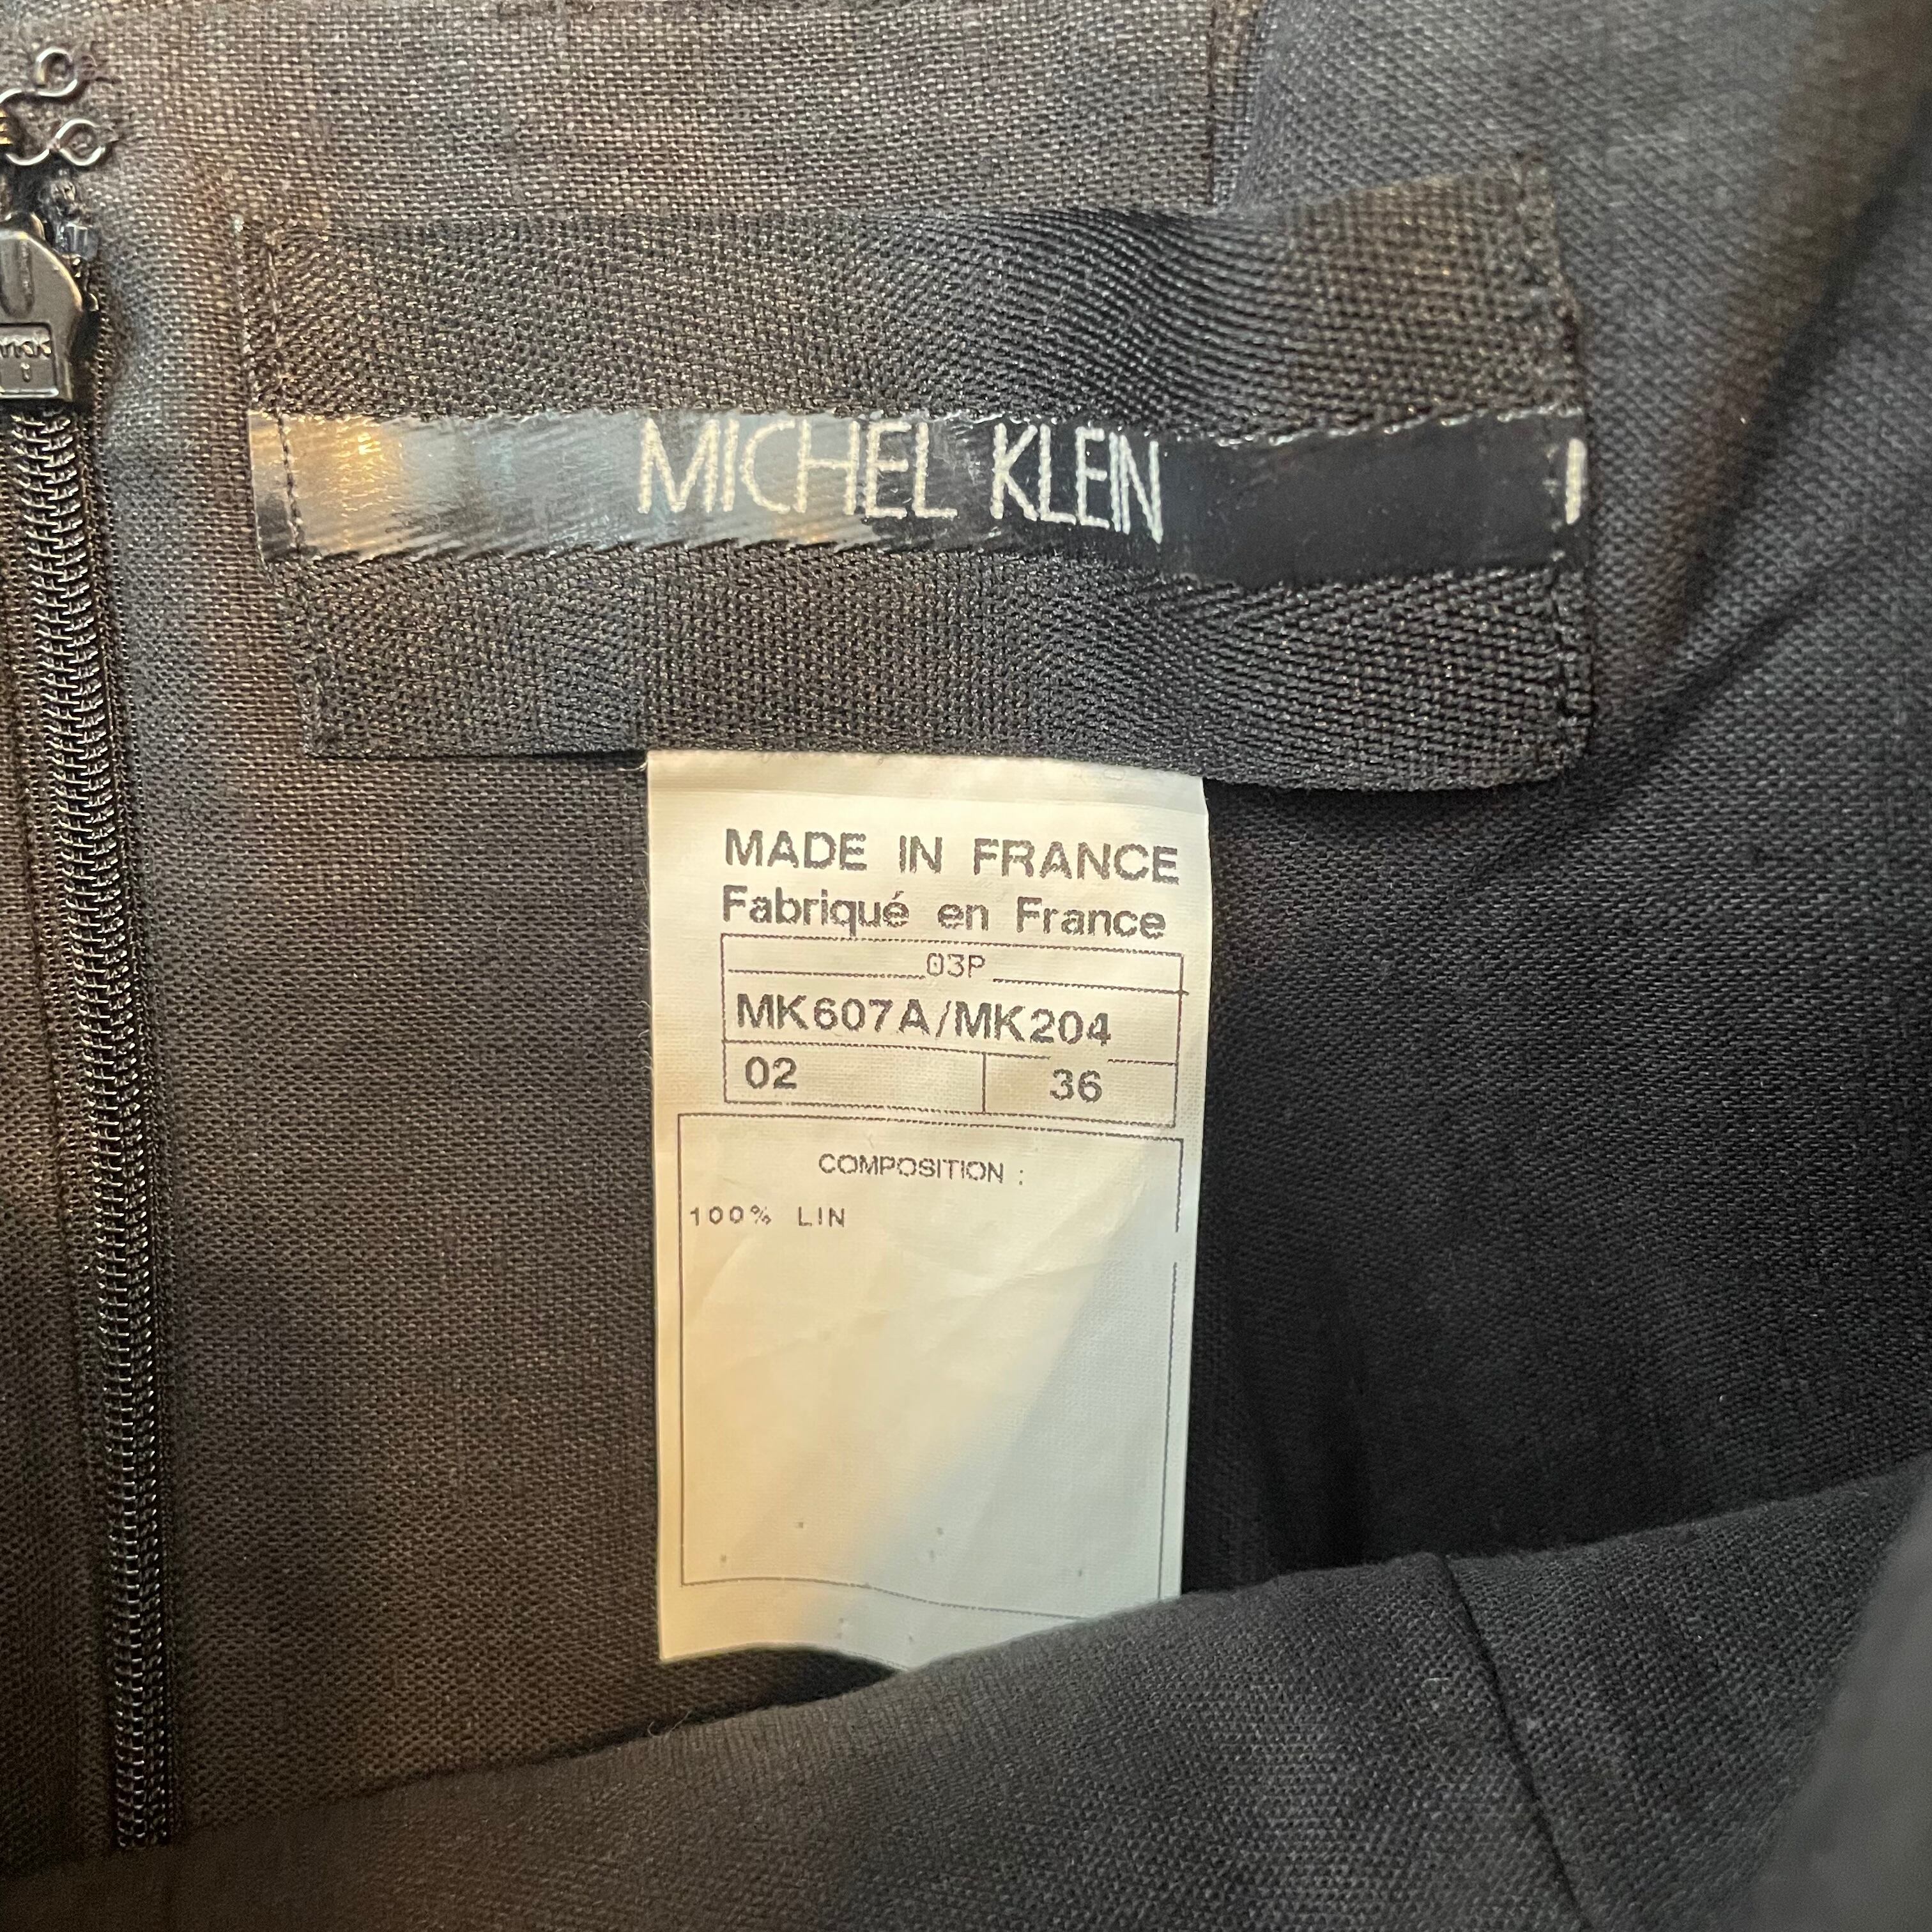 MICHEL KLEIN
MADE IN FRANCE
Fabriqué en France
03P
MK607A/MK204
02 36
COMPOSITION :
100% LIN